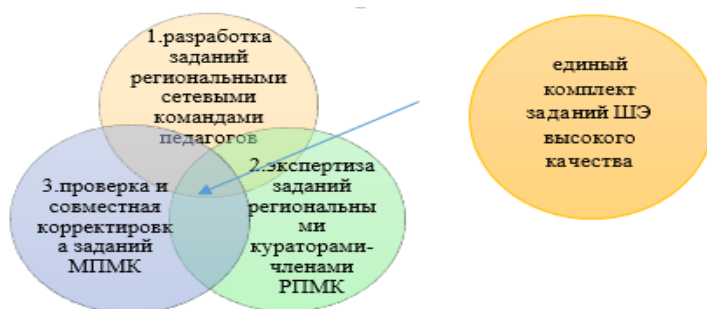 1.разработка
заданий
региональными
сетевыми
командами
педагогов
2.экспертиза
заданий
региональны
ми
кураторами-
членами
РПМК
3.проверка и
совместная
корректировк
а заданий
МПМК
единый
комплект
заданий ШЭ
высокого
качества